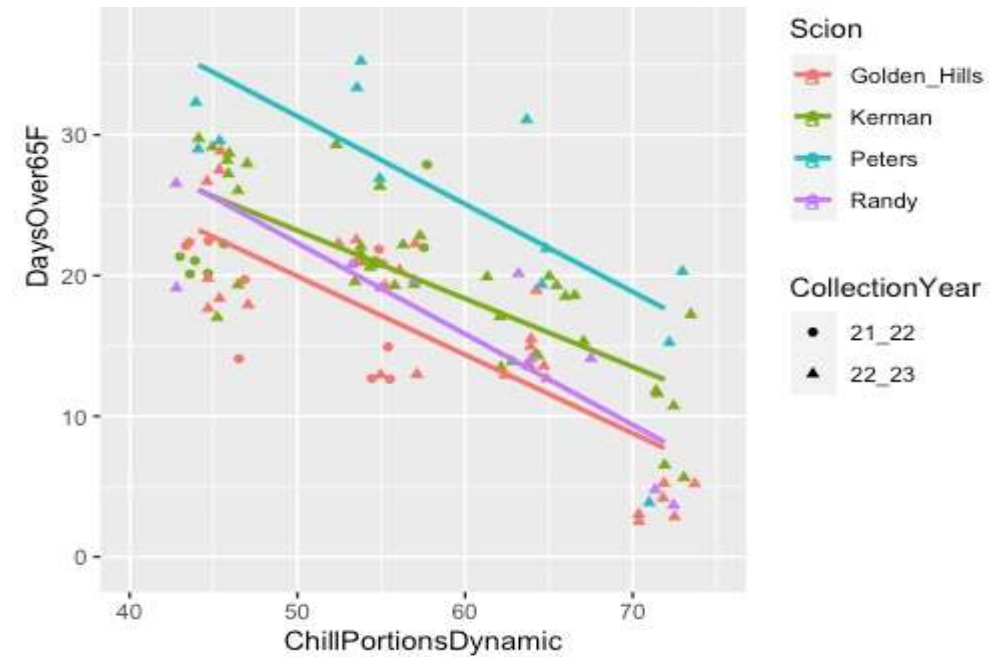 DaysOver65F
30
20
10
0
40 50 60 70
ChillPortionsDynamic
Scion
Golden_Hills
Kerman
Peters
Randy
CollectionYear
21_22
22_23